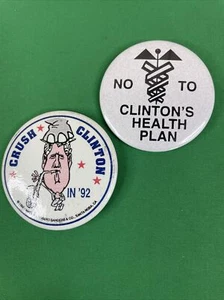 NO TO
CLINTON'S
HEALTH
PLAN
CRUSH CLINTON
IN '92